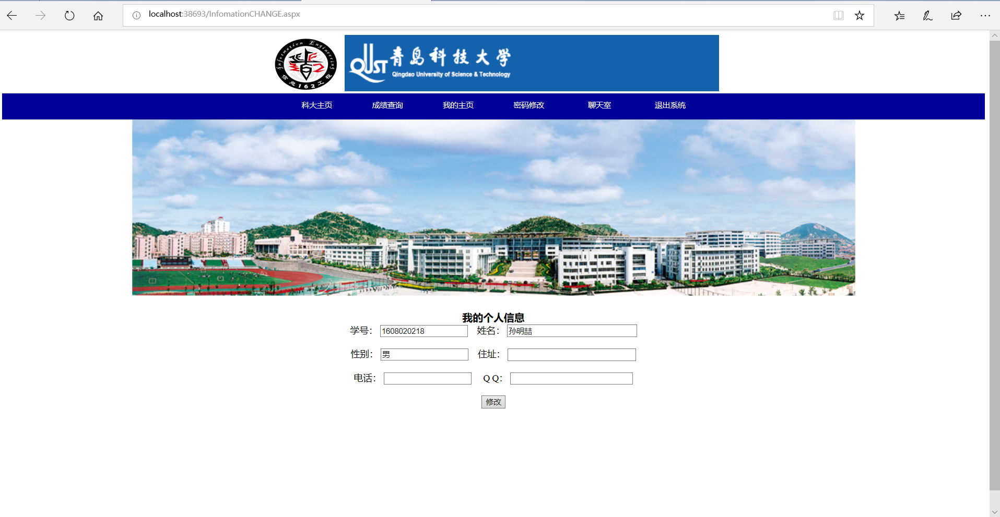 localhost:38693/InfomationCHANGE.aspx
Information Engineering
信息162工程
QUST 青岛科技大学
Qingdao University of Science & Technology
科大主页 成绩查询 我的主页 密码修改 聊天室 退出系统
我的个人信息
学号： 1608020218 姓名： 孙明喆
性别： 男 住址：
电话： Q Q：
修改